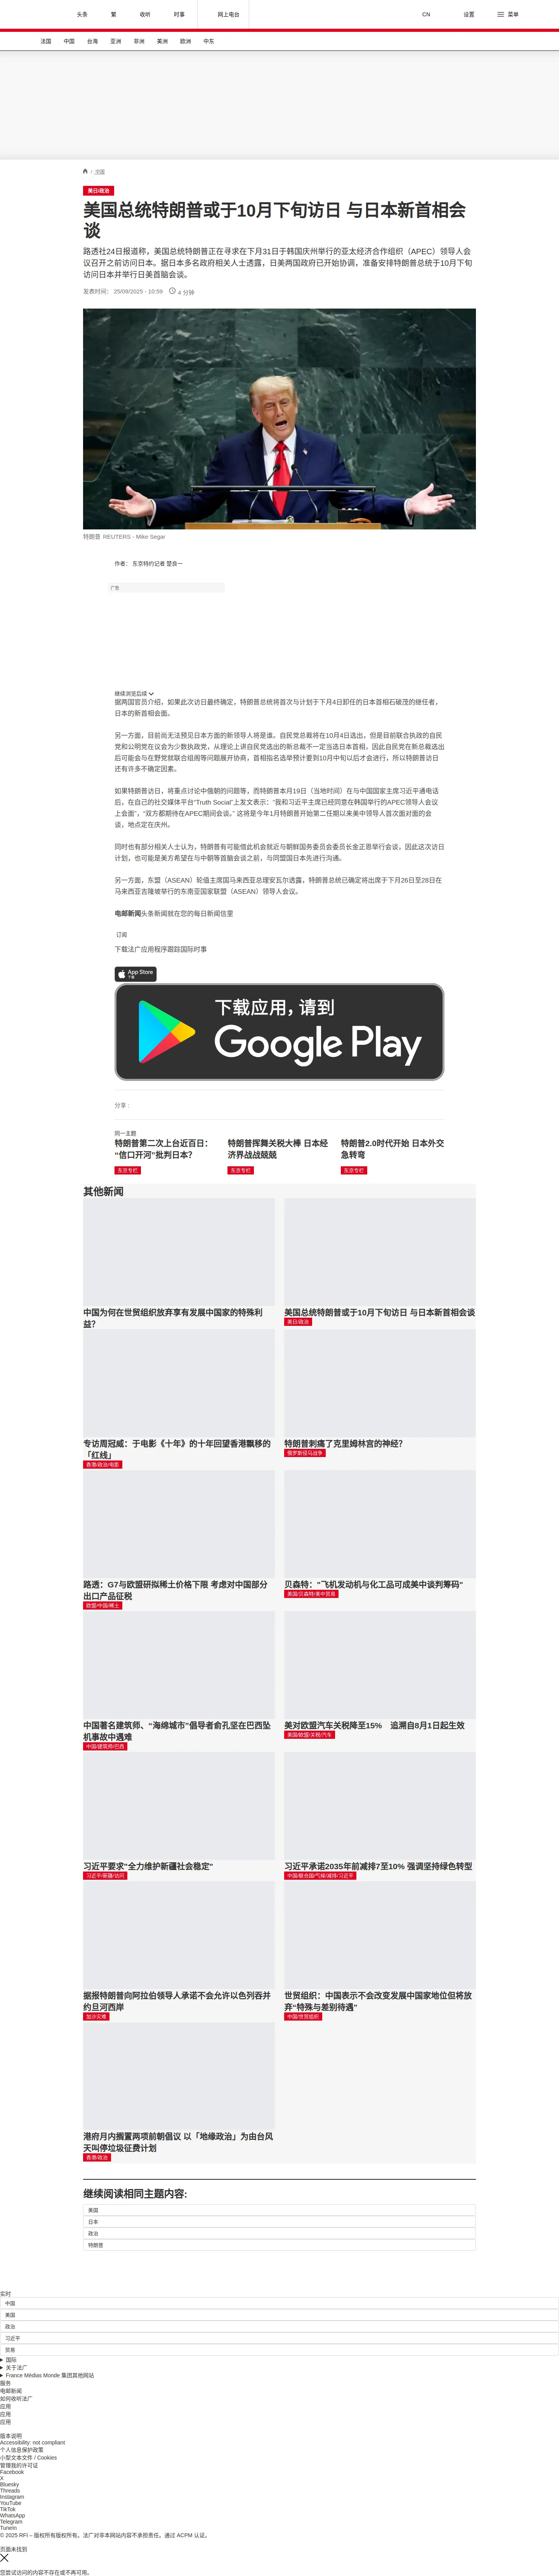 头条
繁
收听
时事
网上电台
CN
设置
菜单
法国
中国
台海
亚洲
非洲
美洲
欧洲
中东
/ 中国
美日/政治
美国总统特朗普或于10月下旬访日 与日本新首相会
谈
路透社24日报道称，美国总统特朗普正在寻求在下月31日于韩国庆州举行的亚太经济合作组织（APEC）领导人会
议召开之前访问日本。据日本多名政府相关人士透露，日美两国政府已开始协调，准备安排特朗普总统于10月下旬
访问日本并举行日美首脑会谈。
发表时间： 25/09/2025 - 10:59
4 分钟
特朗普 REUTERS - Mike Segar
作者： 东京特约记者 楚良一
广告
继续浏览后续
据两国官员介绍，如果此次访日最终确定，特朗普总统将首次与计划于下月4日卸任的日本首相石破茂的继任者，
日本的新首相会面。
另一方面，目前尚无法预见日本方面的新领导人将是谁。自民党总裁将在10月4日选出，但是目前联合执政的自民
党和公明党在议会为少数执政党，从理论上讲自民党选出的新总裁不一定当选日本首相，因此自民党在新总裁选出
后可能会与在野党就联合组阁等问题展开协商，首相指名选举预计要到10月中旬以后才会进行，所以特朗普访日
还有许多不确定因素。
如果特朗普访日，将重点讨论中俄朝的问题等，而特朗普本月19日（当地时间）在与中国国家主席习近平通电话
后，在自己的社交媒体平台“Truth Social”上发文表示：“我和习近平主席已经同意在韩国举行的APEC领导人会议
上会面”，“双方都期待在APEC期间会谈。” 这将是今年1月特朗普开始第二任期以来美中领导人首次面对面的会
谈，地点定在庆州。
同时也有部分相关人士认为，特朗普有可能借此机会就近与朝鲜国务委员会委员长金正恩举行会谈，因此这次访日
计划，也可能是美方希望在与中朝等首脑会谈之前，与同盟国日本先进行沟通。
另一方面，东盟（ASEAN）轮值主席国马来西亚总理安瓦尔透露，特朗普总统已确定将出席于下月26日至28日在
马来西亚吉隆坡举行的东南亚国家联盟（ASEAN）领导人会议。
电邮新闻头条新闻就在您的每日新闻信里
订阅
下载法广应用程序跟踪国际时事
App Store
下载
下载应用，请到
Google Play
分享 :
同一主题
特朗普第二次上台近百日：
“信口开河”批判日本？
东京专栏
特朗普挥舞关税大棒 日本经
济界战战兢兢
东京专栏
特朗普2.0时代开始 日本外交
急转弯
东京专栏
其他新闻
中国为何在世贸组织放弃享有发展中国家的特殊利
益？
美国总统特朗普或于10月下旬访日 与日本新首相会谈
美日/政治
专访周冠威：于电影《十年》的十年回望香港飘移的
「红线」
香港/政治/电影
特朗普刺痛了克里姆林宫的神经？
俄罗斯侵乌战争
路透：G7与欧盟研拟稀土价格下限 考虑对中国部分
出口产品征税
欧盟/中国/稀土
贝森特："飞机发动机与化工品可成美中谈判筹码"
美国/贝森特/美中贸易
中国著名建筑师、“海绵城市”倡导者俞孔坚在巴西坠
机事故中遇难
中国/建筑师/巴西
美对欧盟汽车关税降至15% 追溯自8月1日起生效
美国/欧盟/关税/汽车
习近平要求"全力维护新疆社会稳定"
习近平/新疆/访问
习近平承诺2035年前减排7至10% 强调坚持绿色转型
中国/联合国/气候/减排/习近平
据报特朗普向阿拉伯领导人承诺不会允许以色列吞并
约旦河西岸
加沙灾难
世贸组织：中国表示不会改变发展中国家地位但将放
弃“特殊与差别待遇”
中国/世贸组织
港府月内搁置两项前朝倡议 以「地缘政治」为由台风
天叫停垃圾征费计划
香港/政治
继续阅读相同主题内容:
美国
日本
政治
特朗普
实时
中国
美国
政治
习近平
贸易
国际
关于法广
France Médias Monde 集团其他网站
服务
电邮新闻
如何收听法广
应用
应用
应用
版本说明
Accessibility: not compliant
个人信息保护政策
小型文本文件 / Cookies
管理我的许可证
Facebook
X
Bluesky
Threads
Instagram
YouTube
TikTok
WhatsApp
Telegram
TuneIn
© 2025 RFI – 版权所有版权所有。法广对非本网站内容不承担责任。通过 ACPM 认证。
页面未找到
您尝试访问的内容不存在或不再可用。